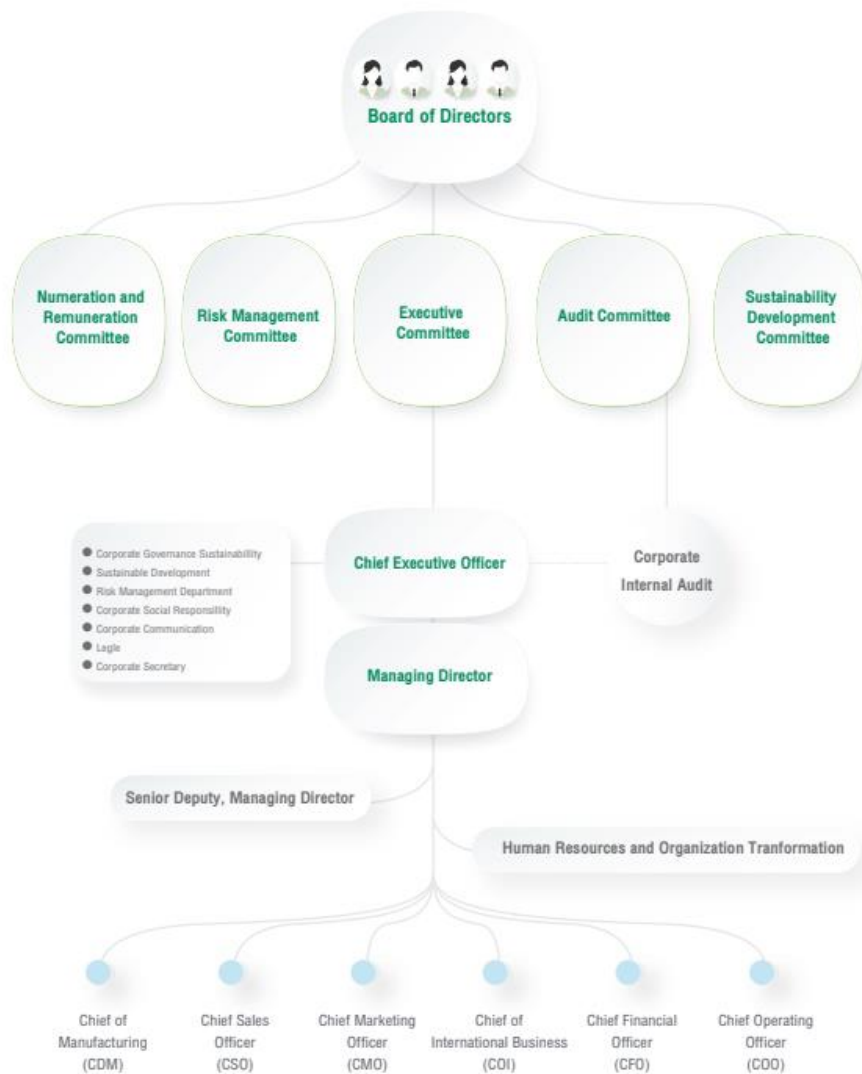 Board of Directors
Numeration and
Remuneration
Committee
Risk Management
Committee
Executive
Committee
Audit Committee
Sustainability
Development
Committee
Corporate Governance Sustainabillity
Sustainable Development
Risk Management Department
Corporate Social Responsillity
Corporate Communication
Legle
Corporate Secretary
Chief Executive Officer
Corporate
Internal Audit
Managing Director
Senior Deputy, Managing Director
Human Resources and Organization Tranformation
Chief of
Manufacturing
(CDM)
Chief Sales
Officer
(CSO)
Chief Marketing
Officer
(CMO)
Chief of
International Business
(COI)
Chief Financial
Officer
(CFO)
Chief Operating
Officer
(COO)